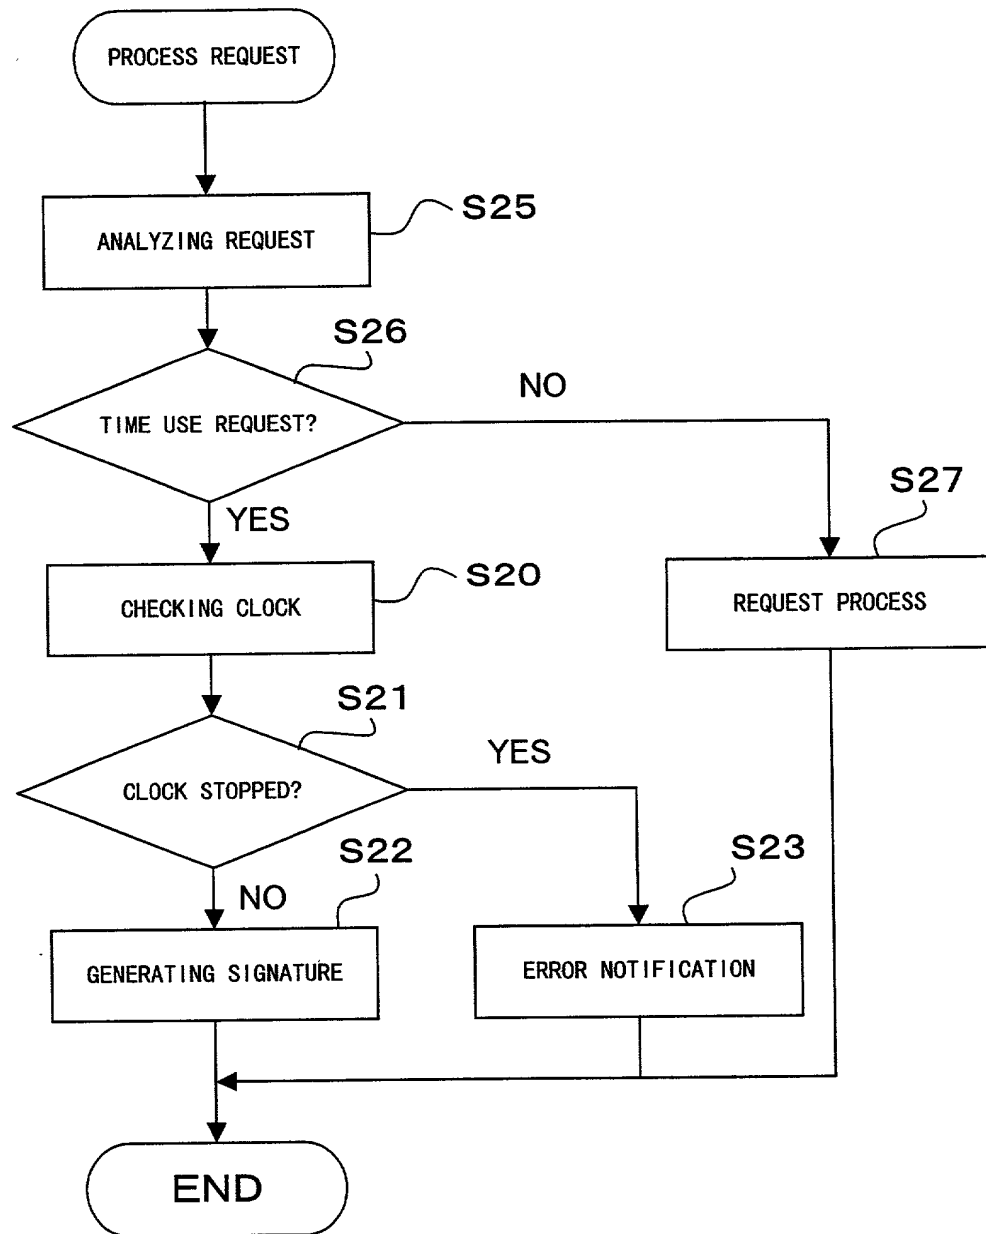 PROCESS REQUEST
S25
ANALYZING REQUEST
S26
NO
TIME USE REQUEST?
S27
YES
S20
CHECKING CLOCK
REQUEST PROCESS
S21
YES
CLOCK STOPPED?
S22
S23
NO
GENERATING SIGNATURE
ERROR NOTIFICATION
END